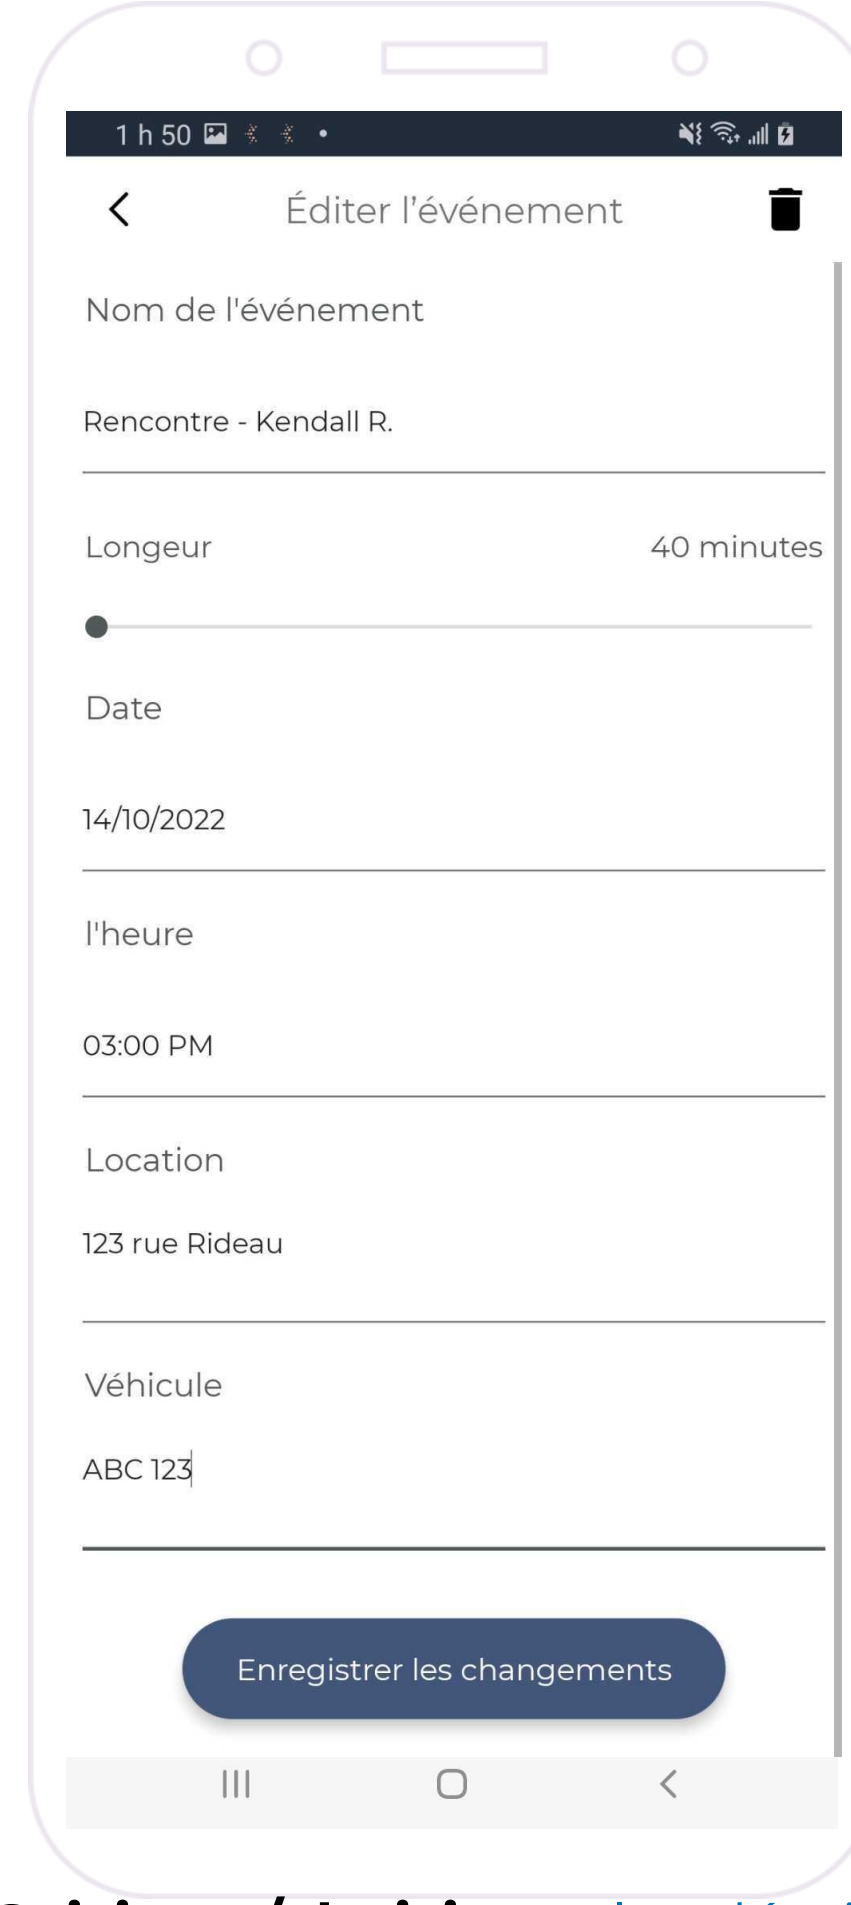 1 h 50
Éditer l'événement
Nom de l'événement
Rencontre - Kendall R.
Longeur 40 minutes
Date
14/10/2022
l'heure
03:00 PM
Location
123 rue Rideau
Véhicule
ABC 123
Enregistrer les changements